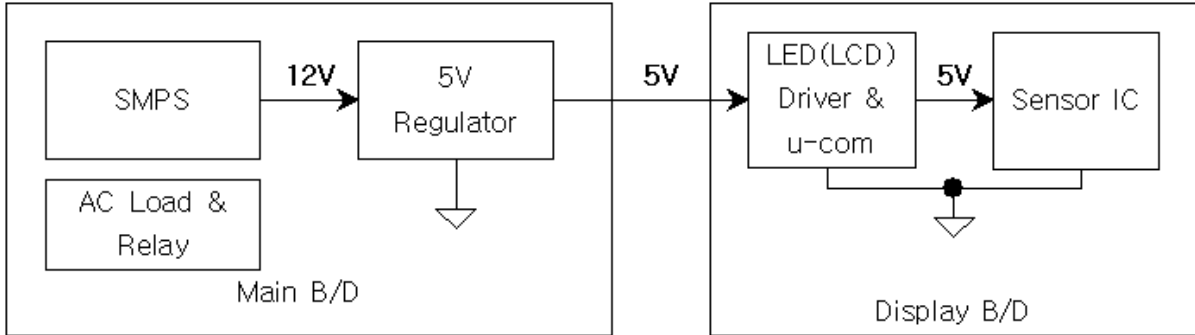 SMPS
12V
5V
Regulator
5V
LED(LCD)
Driver &
u-com
5V
Sensor IC
AC Load &
Relay
Main B/D
Display B/D